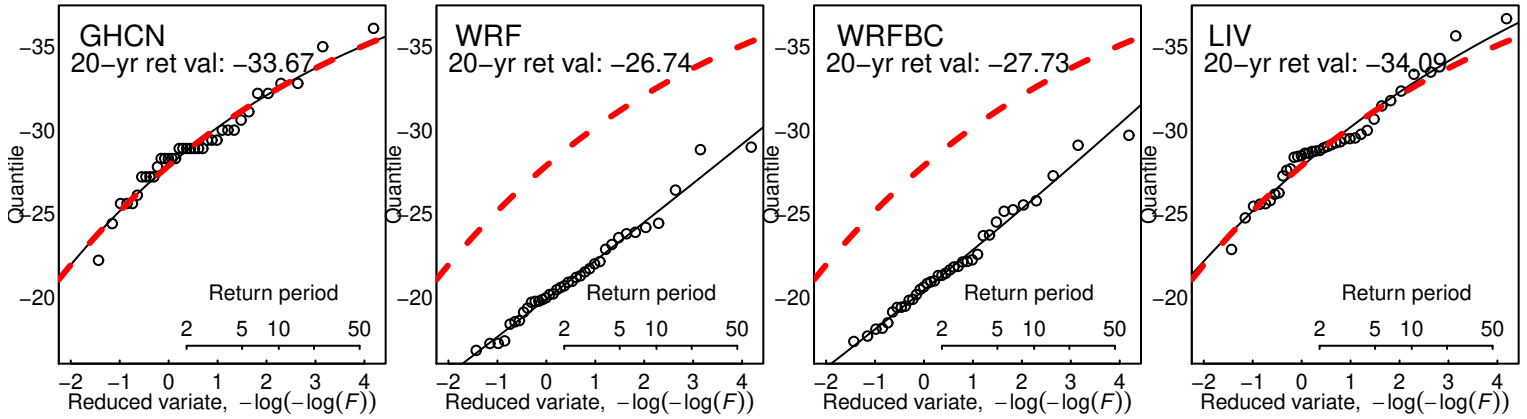 GHCN
20−yr ret val: −33.67
−35
−30
−25
−20
Quantile
Return period
2 5 10 20 50
−2 −1 0 1 2 3 4
Reduced variate, −log(−log(F))
WRF
20−yr ret val: −26.74
−35
−30
−25
−20
Quantile
Return period
2 5 10 50
−2 −1 0 1 2 3 4
Reduced variate, −log(−log(F))
WRFBC
20−yr ret val: −27.73
−35
−30
−25
−20
Quantile
Return period
2 5 10 50
−2 −1 0 1 2 3 4
Reduced variate, −log(−log(F))
LIV
20−yr ret val: −34.09
−35
−30
−25
−20
Quantile
Return period
2 5 10 50
−2 −1 0 1 2 3 4
Reduced variate, −log(−log(F))